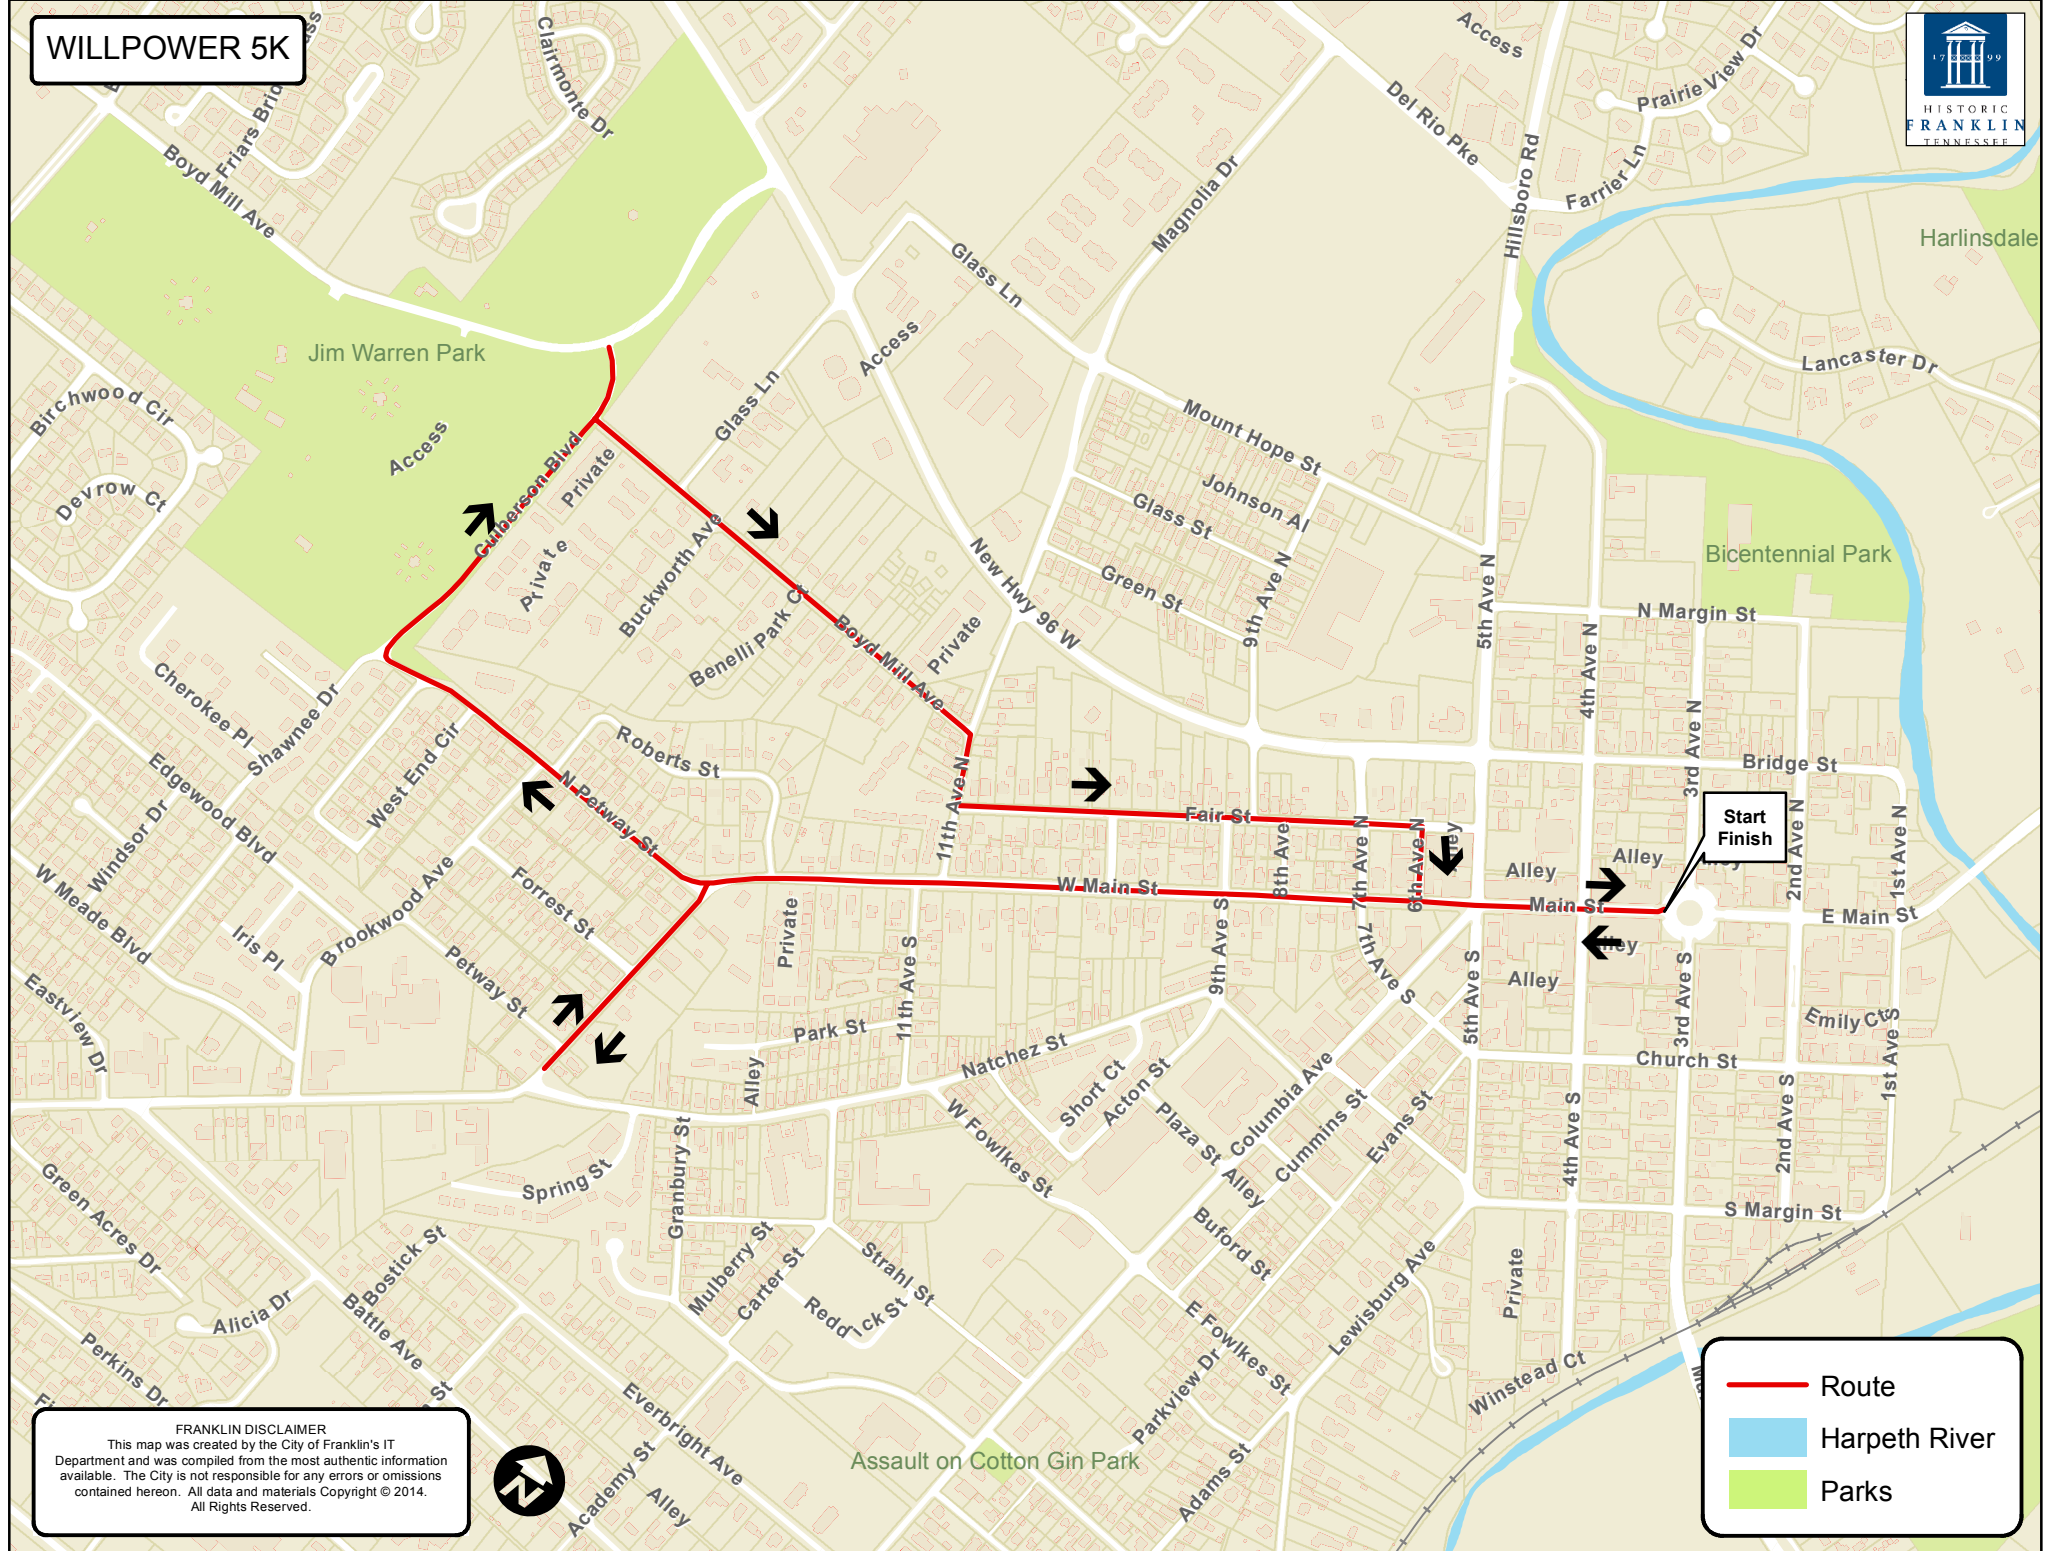 WILLPOWER 5K
Clairmonte Dr
Access
Prairie View Dr
17 99
HISTORIC
FRANKLIN
TENNESSEE
Del Rio Pke
Friars Brid
Boyd Mill Ave
Hillsboro Rd
Farrier Ln
Magnolia Dr
Harlinsdale
Glass Ln
Jim Warren Park
Access
Lancaster Dr
Birchwood Cir
Glass Ln
Mount Hope St
Access
Culberson Blvd
Private
Devrow Ct
Johnson Al
Glass St
Private
Buckworth Ave
New Hwy 96 W
Green St
9th Ave N
5th Ave N
Bicentennial Park
N Margin St
4th Ave N
Benelli Park Ct
Boyd Mill Ave
Private
Cherokee Pl
Shawnee Dr
West End Cir
Roberts St
3rd Ave N
Bridge St
Edgewood Blvd
Windsor Dr
N Petway St
11th Ave N
Fair St
8th Ave
7th Ave N
6th Ave N
Start
Finish
2nd Ave N
1st Ave N
Alley
Alley
W Meade Blvd
Brookwood Ave
Forrest St
W Main St
Main St
E Main St
Iris Pl
Petway St
Private
11th Ave S
9th Ave S
7th Ave S
5th Ave S
Alley
3rd Ave S
Eastview Dr
Park St
Natchez St
Emily Ct
Church St
1st Ave S
Alley
Short Ct
Acton St
Columbia Ave
Cummins St
Evans St
W Fowlkes St
Plaza St
Alley
4th Ave S
2nd Ave S
Green Acres Dr
Spring St
Granbury St
S Margin St
Bostick St
Mulberry St
Carter St
Strahl St
Buford St
Private
Alicia Dr
Battle Ave
Reddick St
Lewisburg Ave
E Fowlkes St
Perkins Dr
Winstead Ct
Everbright Ave
Parkview Dr
Academy St
Alley
Assault on Cotton Gin Park
Adams St
Route
Harpeth River
Parks
FRANKLIN DISCLAIMER
This map was created by the City of Franklin's IT
Department and was compiled from the most authentic information
available. The City is not responsible for any errors or omissions
contained hereon. All data and materials Copyright © 2014.
All Rights Reserved.
N